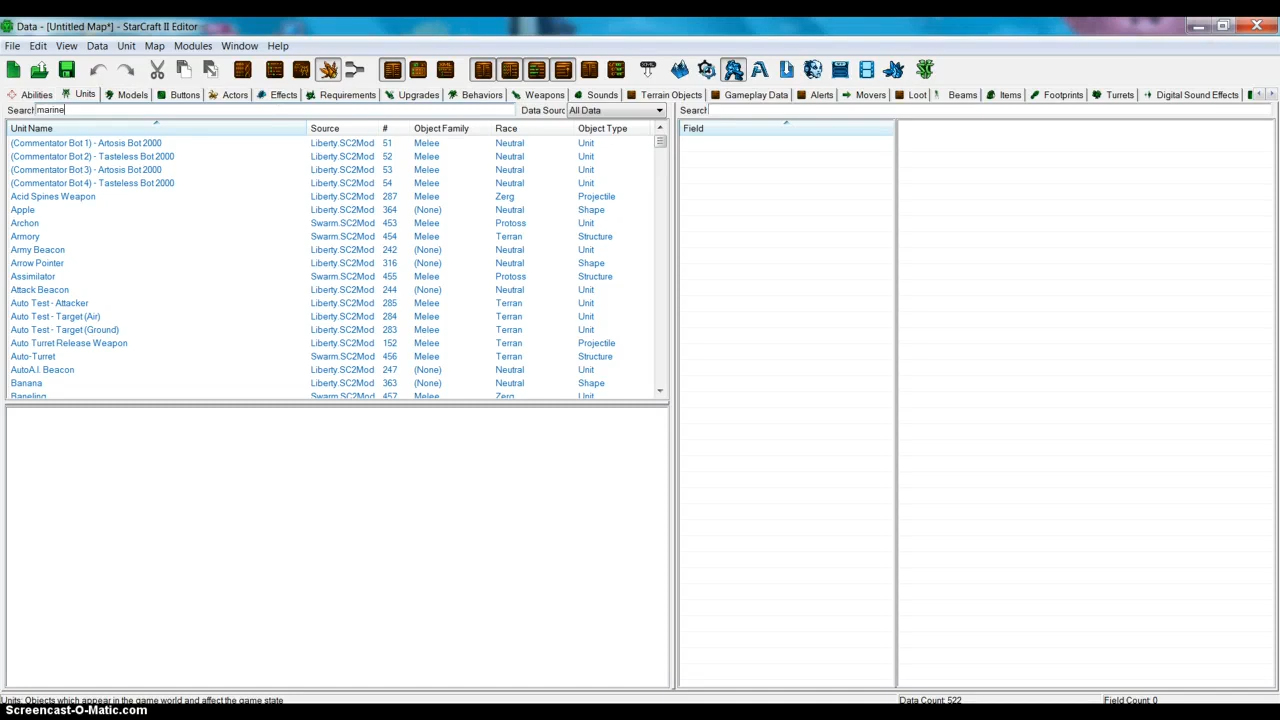 Data - [Untitled Map*] - StarCraft II Editor
File Edit View Data Unit Map Modules Window Help
Abilities Units Models Buttons Actors Effects Requirements Upgrades Behaviors Weapons Sounds Terrain Objects Gameplay Data Alerts Movers Loot Beams Items Footprints Turrets Digital Sound Effects
Search marine Data Sourc All Data Search
Unit Name Source # Object Family Race Object Type Field
(Commentator Bot 1) - Artosis Bot 2000 Liberty.SC2Mod 51 Melee Neutral Unit
(Commentator Bot 2) - Tasteless Bot 2000 Liberty.SC2Mod 52 Melee Neutral Unit
(Commentator Bot 3) - Artosis Bot 2000 Liberty.SC2Mod 53 Melee Neutral Unit
(Commentator Bot 4) - Tasteless Bot 2000 Liberty.SC2Mod 54 Melee Neutral Unit
Acid Spines Weapon Liberty.SC2Mod 287 Melee Zerg Projectile
Apple Liberty.SC2Mod 364 (None) Neutral Shape
Archon Swarm.SC2Mod 453 Melee Protoss Unit
Armory Swarm.SC2Mod 454 Melee Terran Structure
Army Beacon Liberty.SC2Mod 242 (None) Neutral Unit
Arrow Pointer Liberty.SC2Mod 316 (None) Neutral Shape
Assimilator Swarm.SC2Mod 455 Melee Protoss Structure
Attack Beacon Liberty.SC2Mod 244 (None) Neutral Unit
Auto Test - Attacker Liberty.SC2Mod 285 Melee Terran Unit
Auto Test - Target (Air) Liberty.SC2Mod 284 Melee Terran Unit
Auto Test - Target (Ground) Liberty.SC2Mod 283 Melee Terran Unit
Auto Turret Release Weapon Liberty.SC2Mod 152 Melee Terran Projectile
Auto-Turret Swarm.SC2Mod 456 Melee Terran Structure
AutoA.I. Beacon Liberty.SC2Mod 247 (None) Neutral Unit
Banana Liberty.SC2Mod 363 (None) Neutral Shape
Baneling Swarm.SC2Mod 457 Melee Zerg Unit
Units: Objects which appear in the game world and affect the game state Data Count: 522 Field Count: 0
Screencast-O-Matic.com